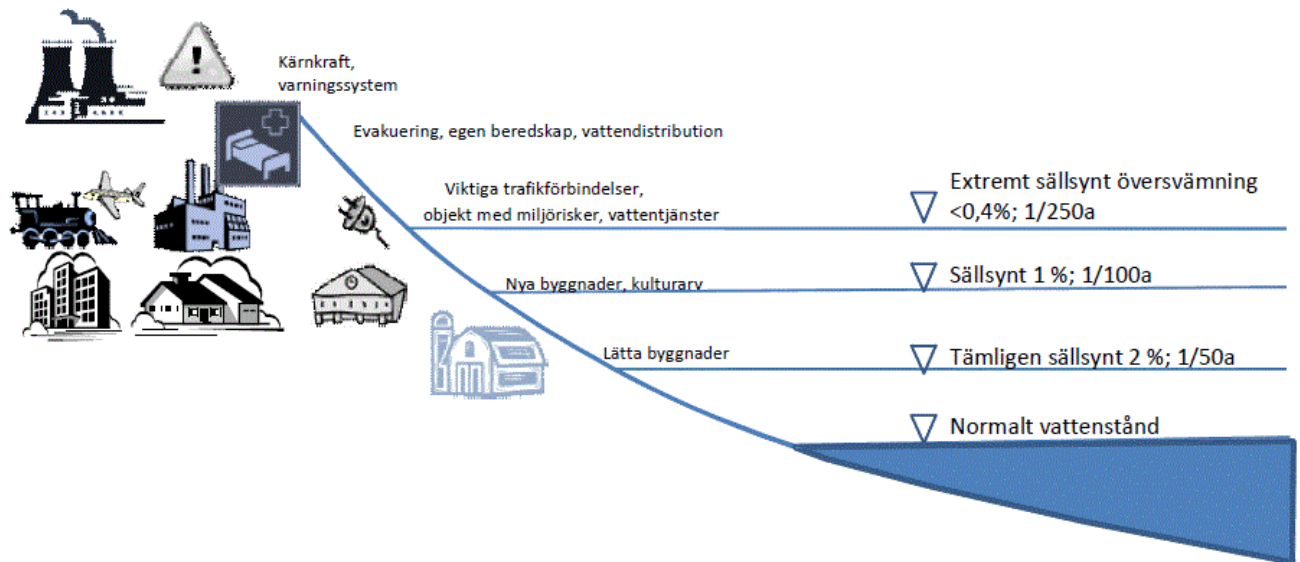 Kärnkraft,
varningssystem
Evakuering, egen beredskap, vattendistribution
Viktiga trafikförbindelser,
objekt med miljörisker, vattentjänster
Extremt sällsynt översvämning
<0,4%; 1/250a
Nya byggnader, kulturarv
Sällsynt 1 %; 1/100a
Lätta byggnader
Tämligen sällsynt 2 %; 1/50a
Normalt vattenstånd